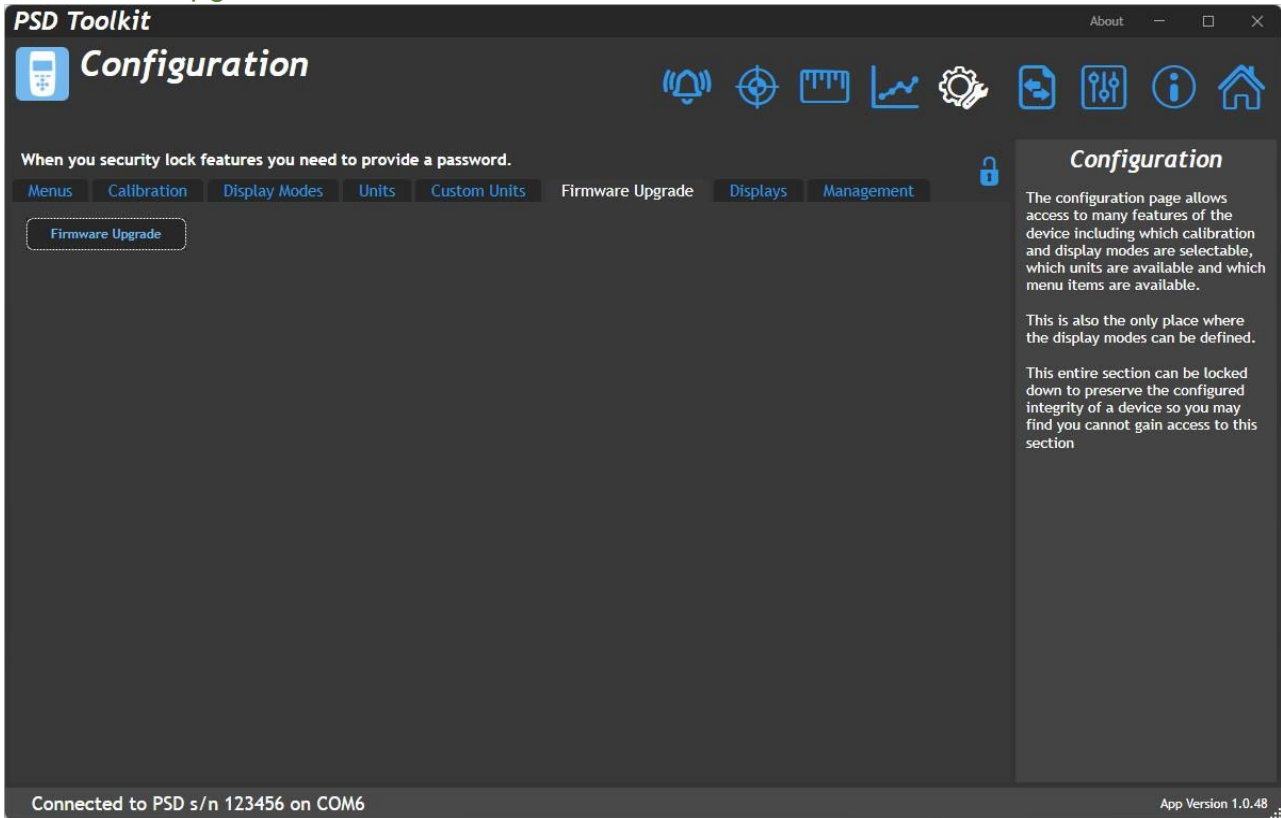 PSD Toolkit
About
Configuration
When you security lock features you need to provide a password.
Menus Calibration Display Modes Units Custom Units Firmware Upgrade Displays Management
Firmware Upgrade
Configuration
The configuration page allows
access to many features of the
device including which calibration
and display modes are selectable,
which units are available and which
menu items are available.
This is also the only place where
the display modes can be defined.
This entire section can be locked
down to preserve the configured
integrity of a device so you may
find you cannot gain access to this
section
Connected to PSD s/n 123456 on COM6
App Version 1.0.48